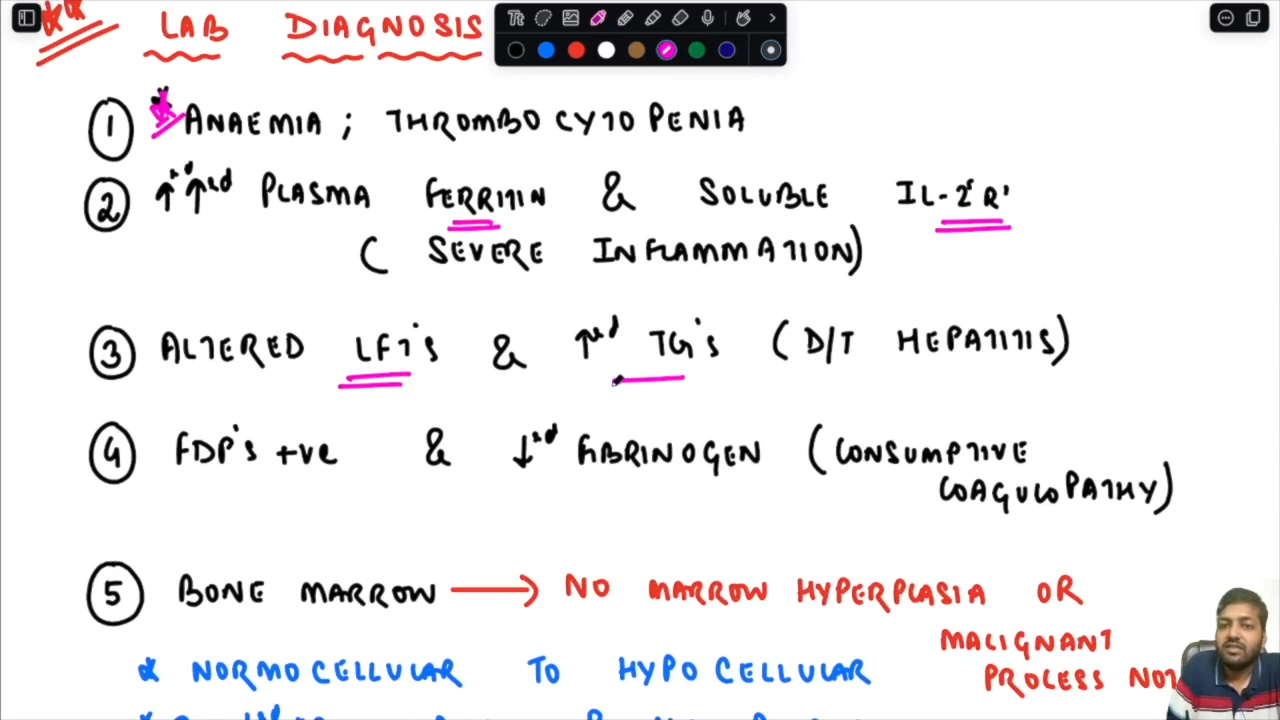 LAB DIAGNOSIS
① ANAEMIA ; THROMBOCYTOPENIA
② ↑↑ed PLASMA FERRITIN & SOLUBLE IL-2'R'
( SEVERE INFLAMMATION)
③ ALTERED LFT's & ↑ed TG's ( D/T HEPATITIS)
④ FDP's +ve & ↓ed FIBRINOGEN (CONSUMPTIVE
COAGULOPATHY)
⑤ BONE MARROW → NO MARROW HYPERPLASIA OR
MALIGNANT
PROCESS NOT
* NORMOCELLULAR TO HYPOCELLULAR